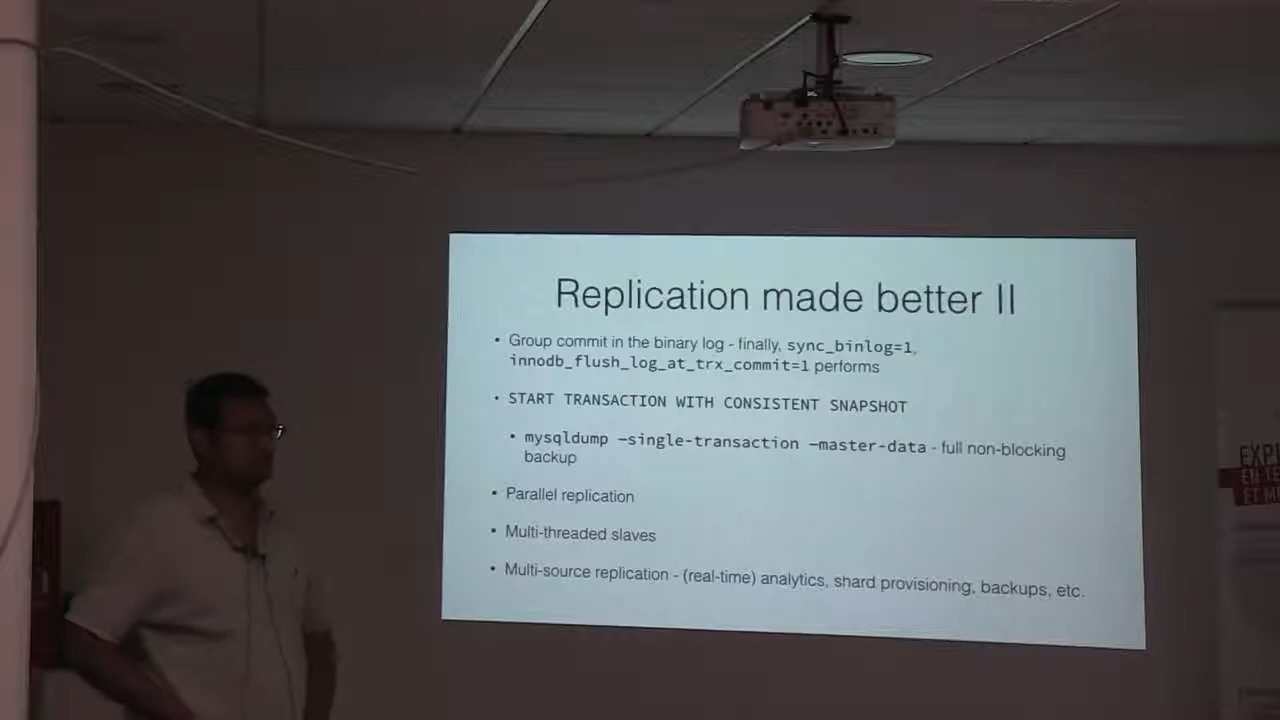 Replication made better II
• Group commit in the binary log - finally, sync_binlog=1,
innodb_flush_log_at_trx_commit=1 performs
• START TRANSACTION WITH CONSISTENT SNAPSHOT
• mysqldump —single-transaction —master-data - full non-blocking
backup
• Parallel replication
• Multi-threaded slaves
• Multi-source replication - (real-time) analytics, shard provisioning, backups, etc.